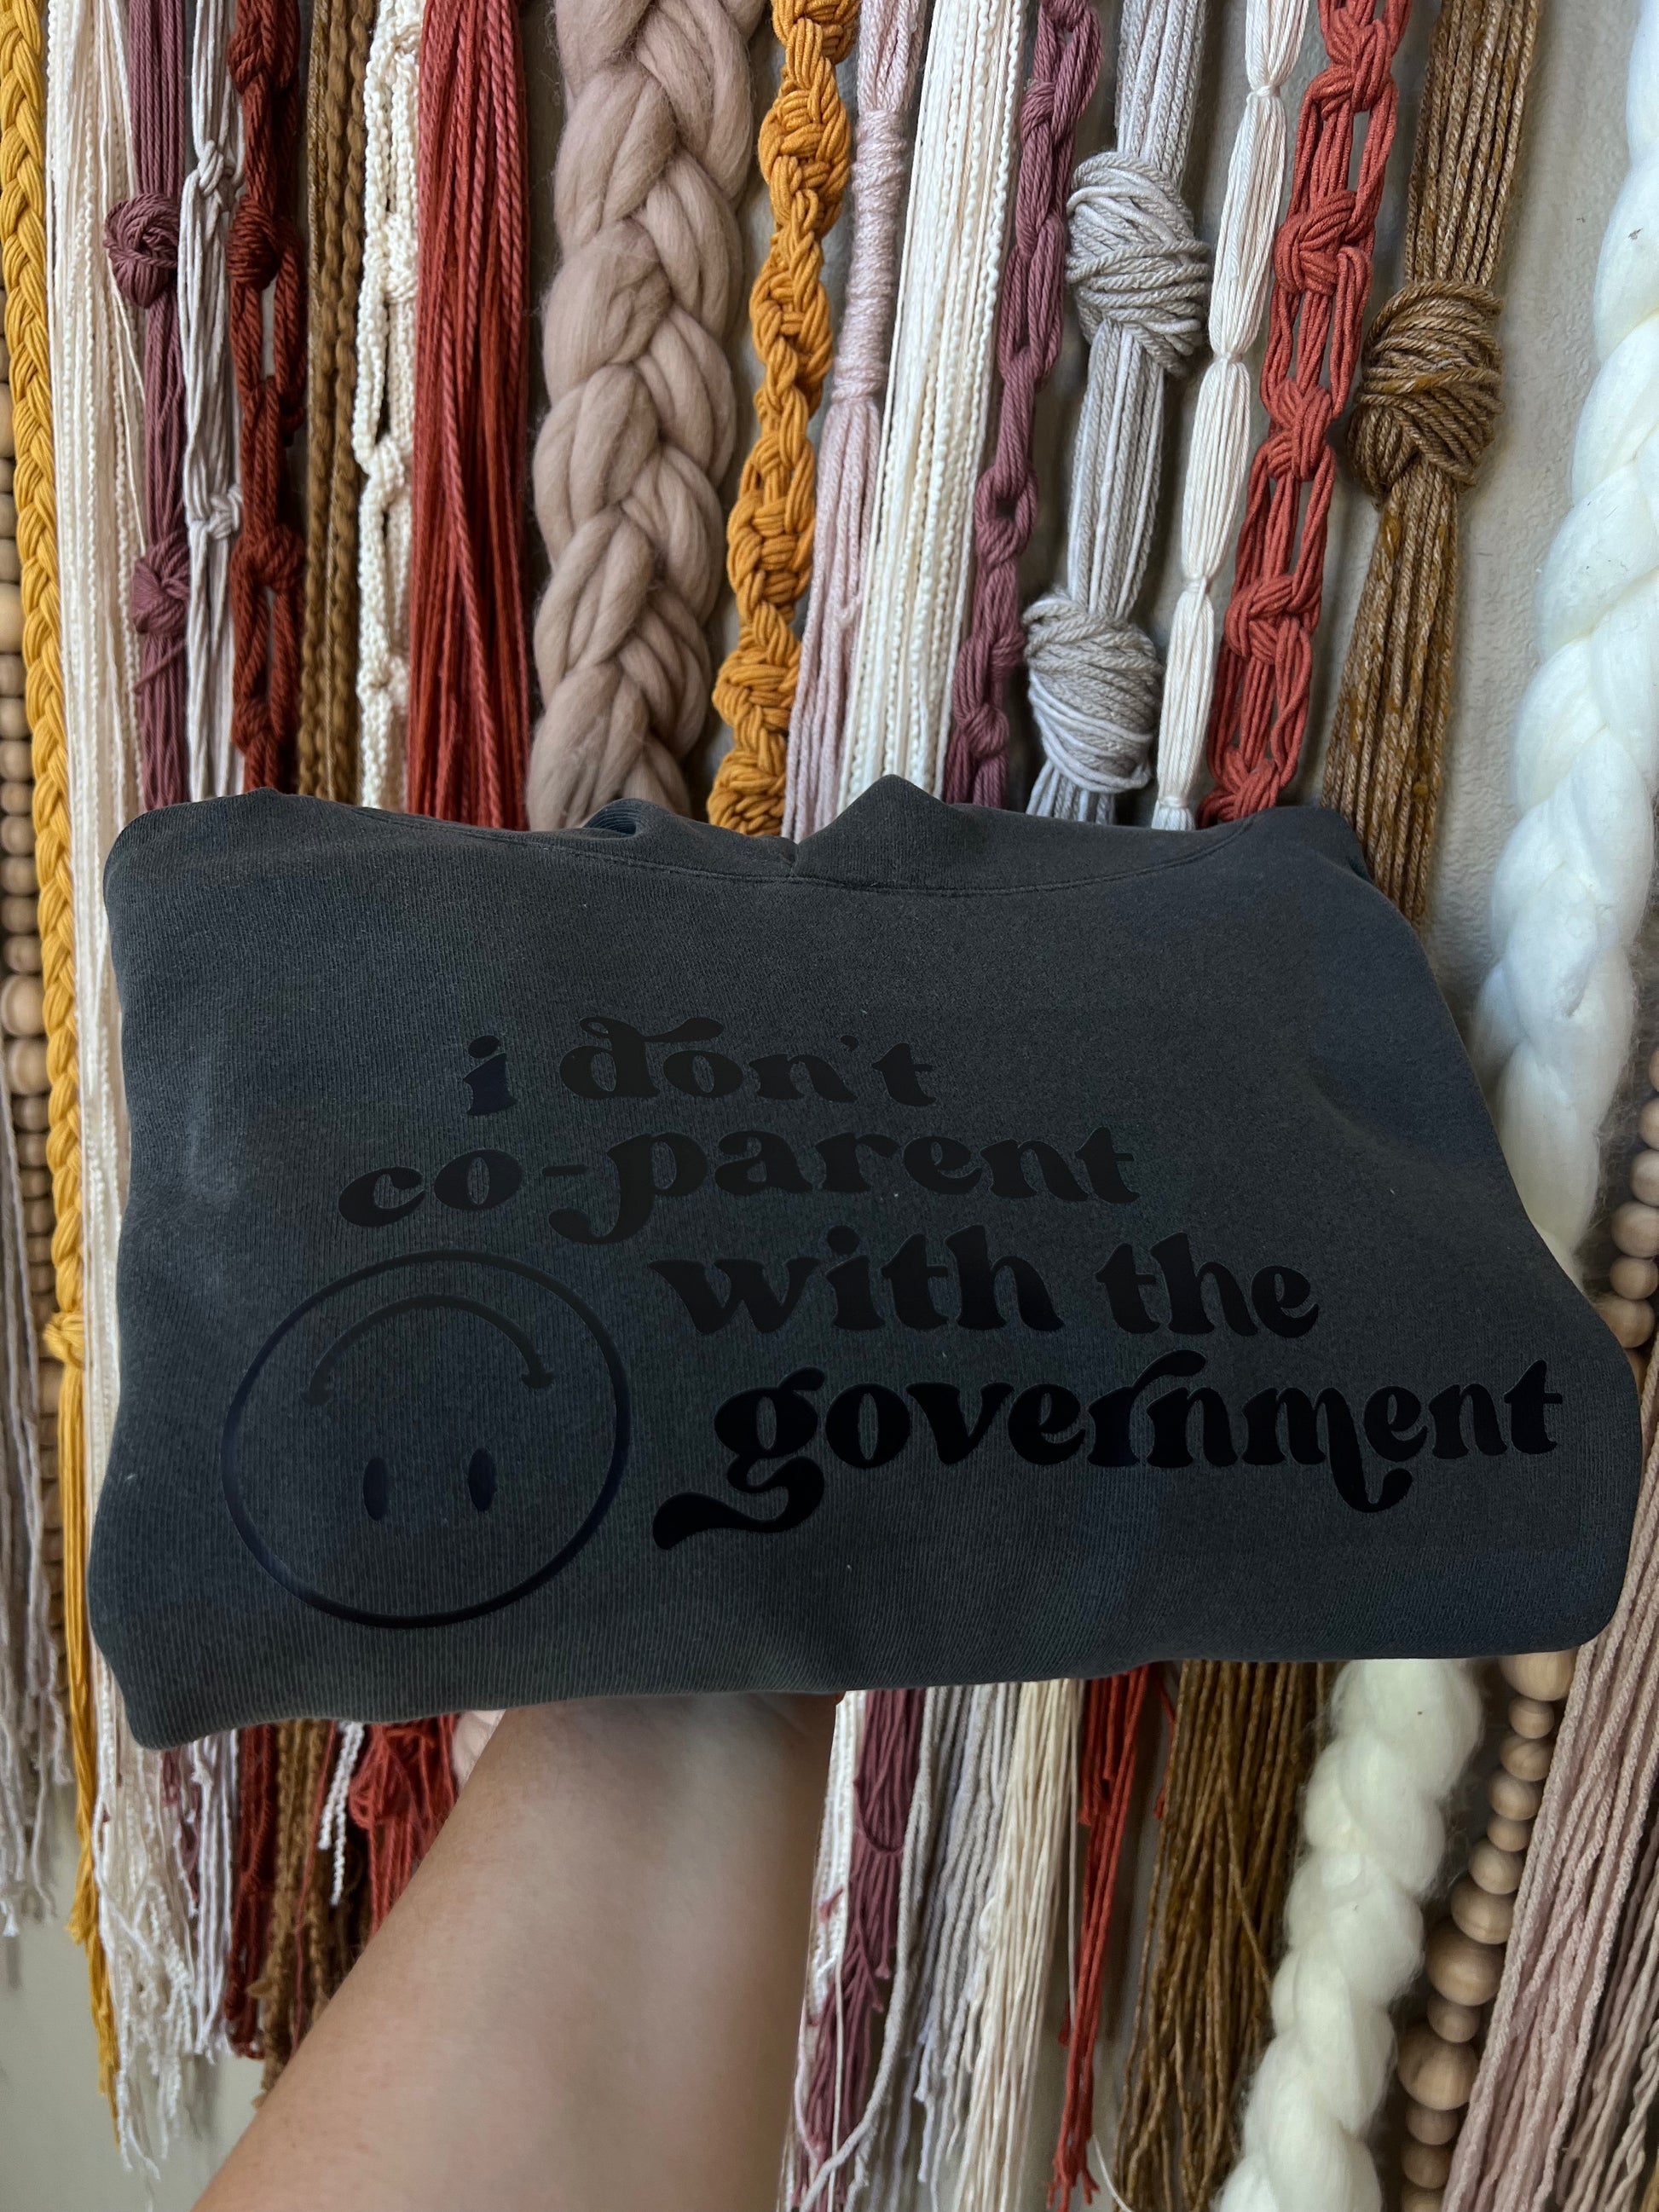 i don't
co-parent
with the
government